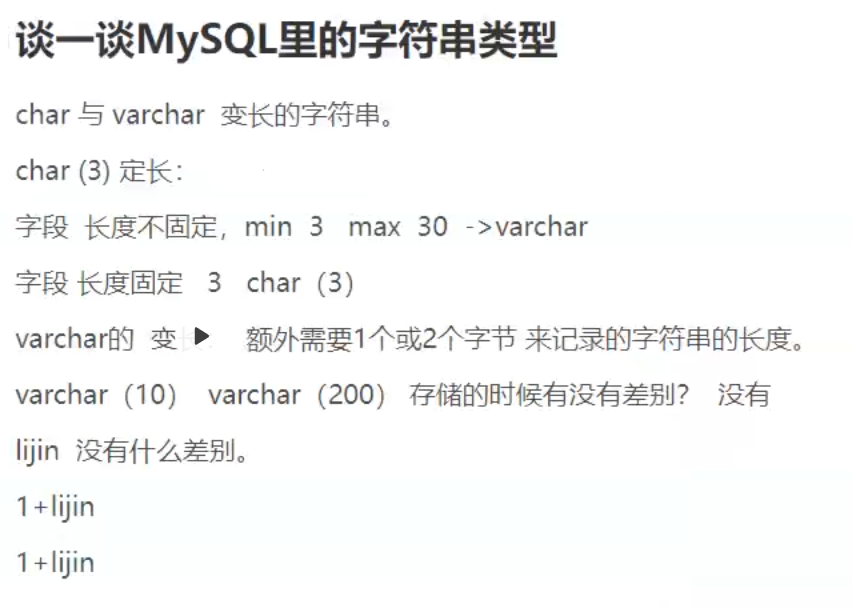 谈一谈MySQL里的字符串类型
char 与 varchar 变长的字符串。
char (3) 定长：
字段 长度不固定，min 3 max 30 ->varchar
字段 长度固定 3 char（3）
varchar的 变 额外需要1个或2个字节 来记录的字符串的长度。
varchar（10） varchar（200） 存储的时候有没有差别？ 没有
lijin 没有什么差别。
1+lijin
1+lijin